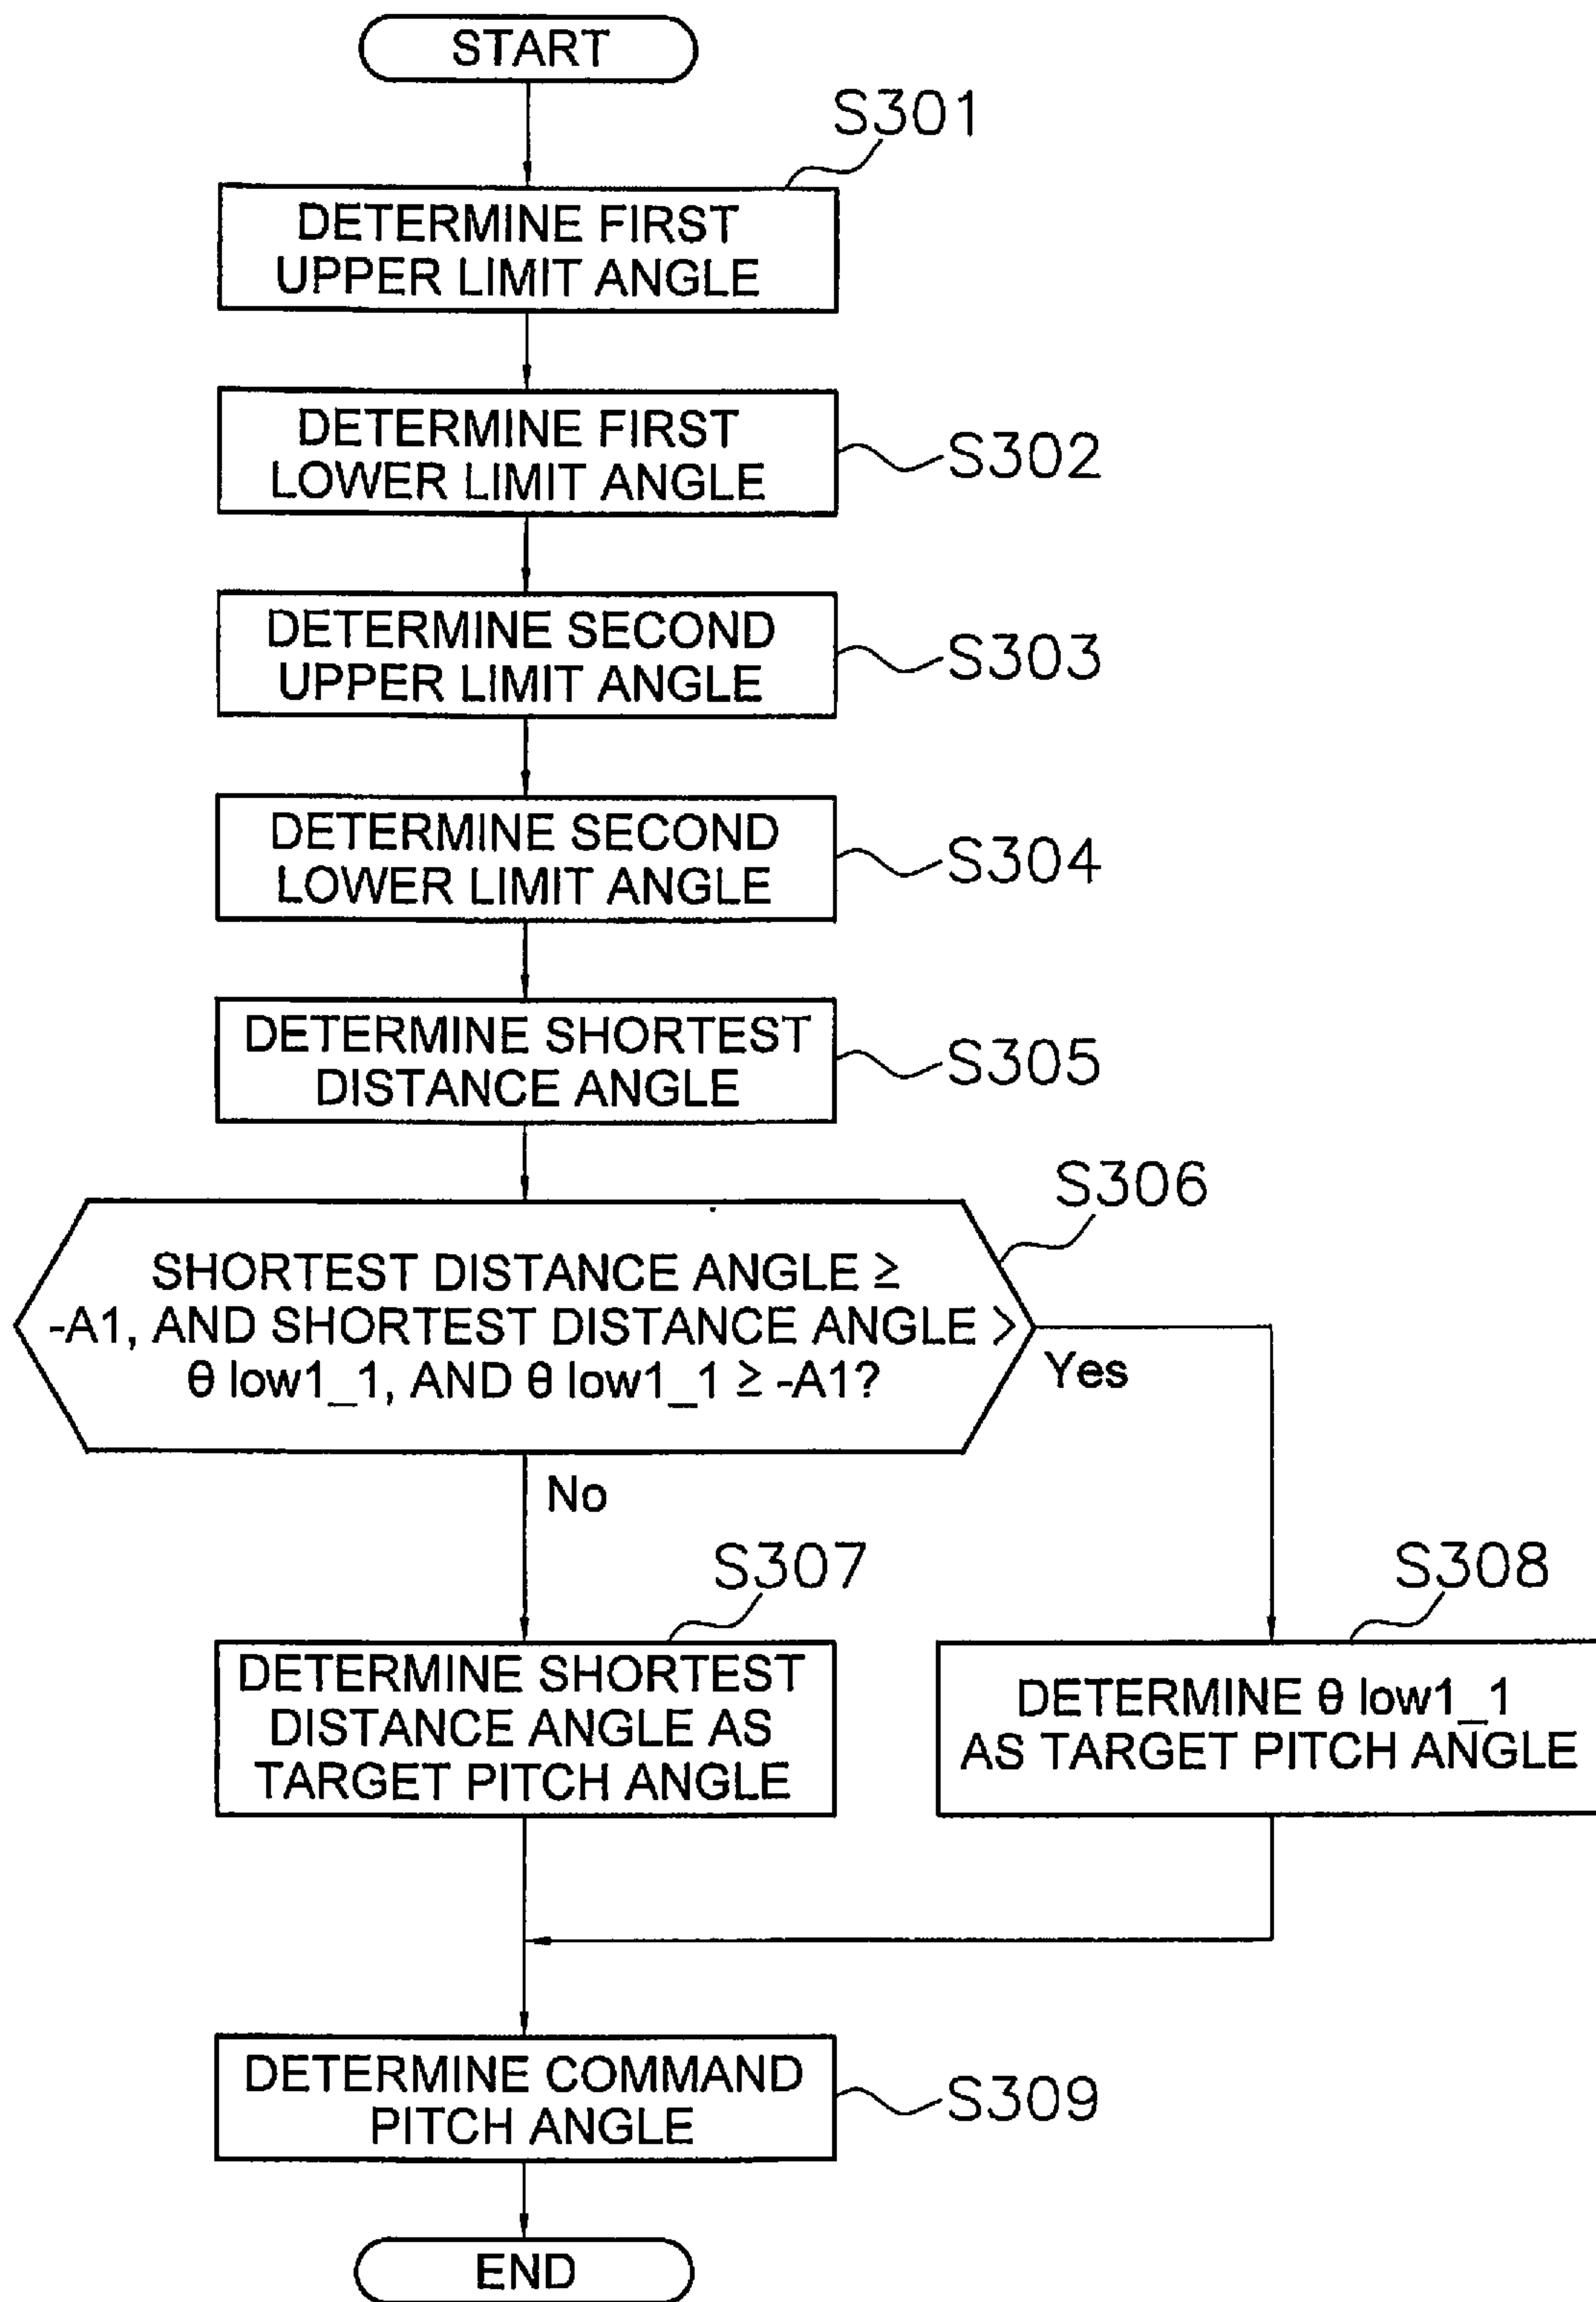 START
S301
DETERMINE FIRST
UPPER LIMIT ANGLE
DETERMINE FIRST
LOWER LIMIT ANGLE
S302
DETERMINE SECOND
UPPER LIMIT ANGLE
S303
DETERMINE SECOND
LOWER LIMIT ANGLE
S304
DETERMINE SHORTEST
DISTANCE ANGLE
S305
S306
SHORTEST DISTANCE ANGLE ≥
-A1, AND SHORTEST DISTANCE ANGLE >
θ low1_1, AND θ low1_1 ≥ -A1?
Yes
No
S307
DETERMINE SHORTEST
DISTANCE ANGLE AS
TARGET PITCH ANGLE
S308
DETERMINE θ low1_1
AS TARGET PITCH ANGLE
DETERMINE COMMAND
PITCH ANGLE
S309
END